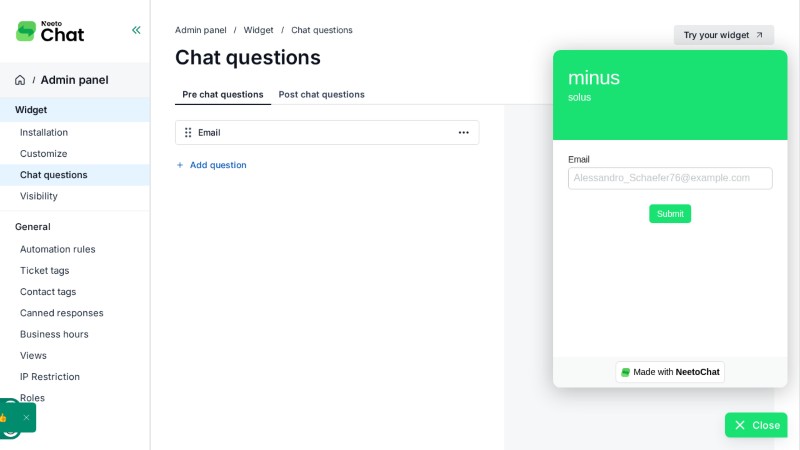 Neeto
Chat
/ Admin panel
Widget
Installation
Customize
Chat questions
Visibility
General
Automation rules
Ticket tags
Contact tags
Canned responses
Business hours
Views
IP Restriction
Roles
Admin panel / Widget / Chat questions
Chat questions
Try your widget
Pre chat questions
Post chat questions
Email
Add question
minus
solus
Email
Alessandro_Schaefer76@example.com
Submit
Made with NeetoChat
Close